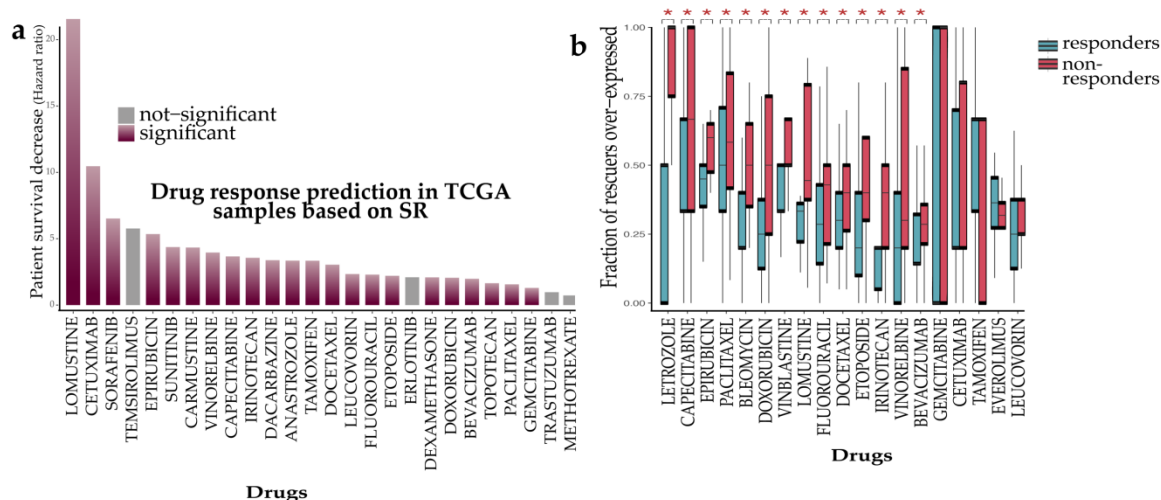 a
Patient survival decrease (Hazard ratio)
20
15
10
5
0
not-significant
significant
Drug response prediction in TCGA
samples based on SR
LOMUSTINE
CETUXIMAB
SORAFENIB
TEMSIROLIMUS
EPIRUBICIN
SUNITINIB
CARMUSTINE
VINORELBINE
CAPECITABINE
IRINOTECAN
DACARBAZINE
ANASTROZOLE
TAMOXIFEN
DOCETAXEL
LEUCOVORIN
FLUOROURACIL
ETOPOSIDE
ERLOTINIB
DEXAMETHASONE
DOXORUBICIN
BEVACIZUMAB
TOPOTECAN
PACLITAXEL
GEMCITABINE
TRASTUZUMAB
METHOTREXATE
Drugs
b
Fraction of rescuers over-expressed
1.00
0.75
0.50
0.25
0.00
* * * * * * * * * * * * * *
responders
non-
responders
LETROZOLE
CAPECITABINE
EPIRUBICIN
PACLITAXEL
BLEOMYCIN
DOXORUBICIN
VINBLASTINE
LOMUSTINE
FLUOROURACIL
DOCETAXEL
ETOPOSIDE
IRINOTECAN
VINORELBINE
BEVACIZUMAB
GEMCITABINE
CETUXIMAB
TAMOXIFEN
EVEROLIMUS
LEUCOVORIN
Drugs